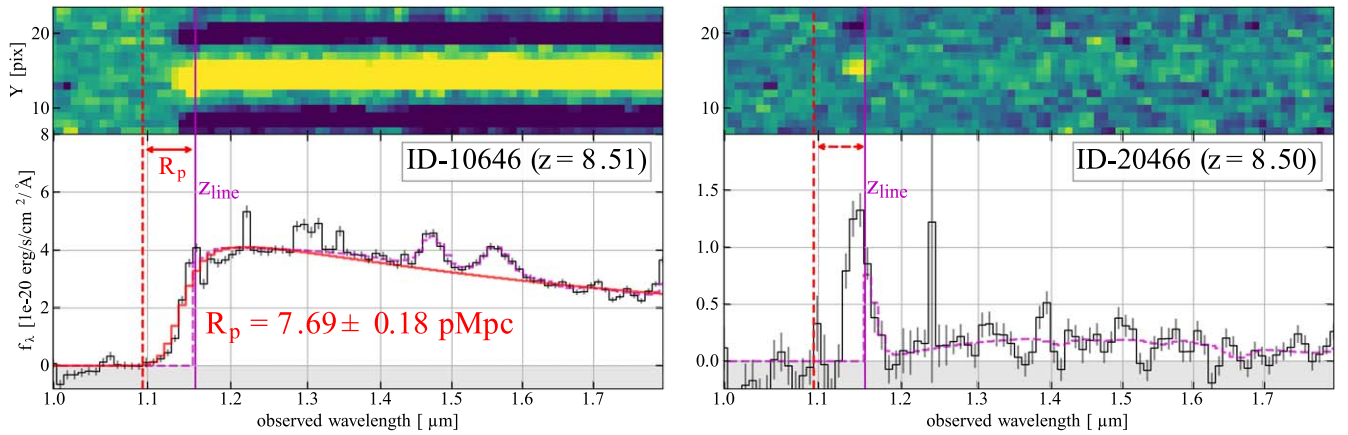 20
Y [pix]
10
8
R_p
ID-10646 (z = 8.51)
z_line
6
4
2
R_p = 7.69 ± 0.18 pMpc
0
f_λ [1e-20 erg/s/cm²/Å]
1.0 1.1 1.2 1.3 1.4 1.5 1.6 1.7
observed wavelength [ µm]
20
10
ID-20466 (z = 8.50)
z_line
1.5
1.0
0.5
0.0
1.0 1.1 1.2 1.3 1.4 1.5 1.6 1.7
observed wavelength [ µm]